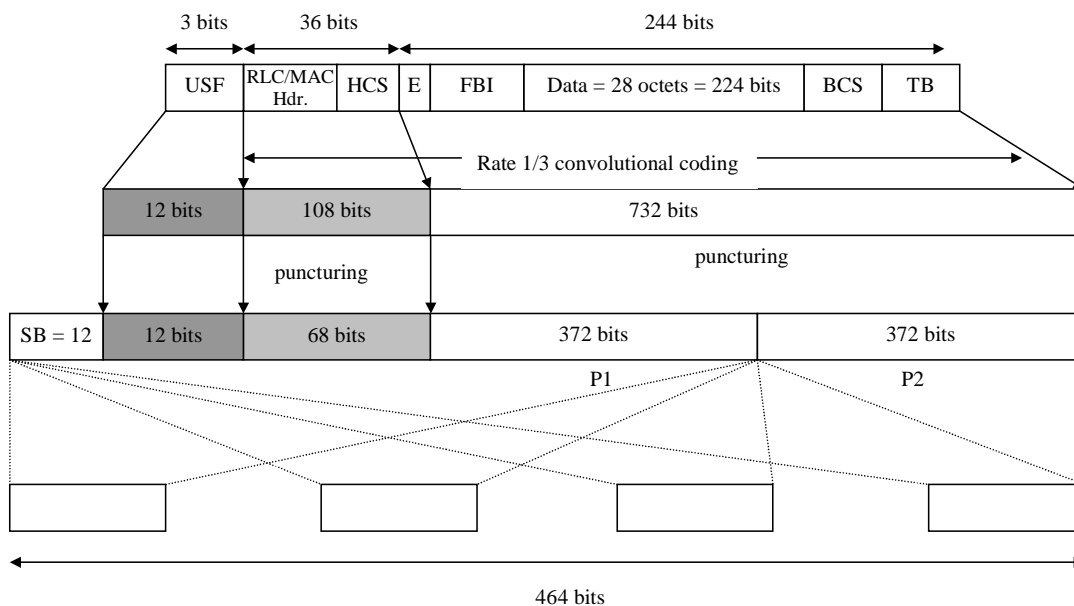 3 bits
36 bits
244 bits
USF
RLC/MAC
Hdr.
HCS
E
FBI
Data = 28 octets = 224 bits
BCS
TB
Rate 1/3 convolutional coding
12 bits
108 bits
732 bits
puncturing
puncturing
SB = 12
12 bits
68 bits
372 bits
372 bits
P1
P2
464 bits